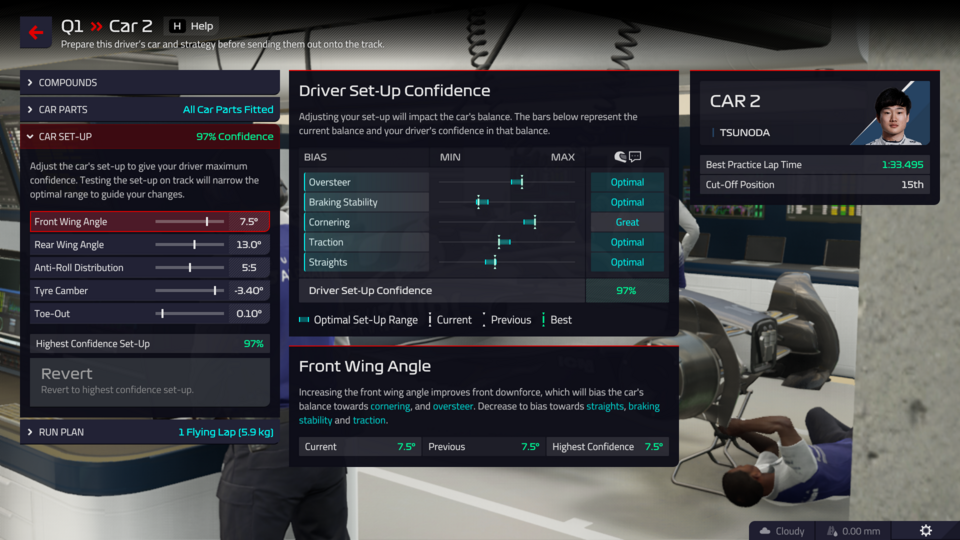 Q1 » Car 2 H Help
Prepare this driver's car and strategy before sending them out onto the track.
COMPOUNDS
CAR PARTS All Car Parts Fitted
CAR SET-UP 97% Confidence
Adjust the car's set-up to give your driver maximum
confidence. Testing the set-up on track will narrow the
optimal range to guide your changes.
Front Wing Angle 7.5°
Rear Wing Angle 13.0°
Anti-Roll Distribution 5:5
Tyre Camber -3.40°
Toe-Out 0.10°
Highest Confidence Set-Up 97%
Revert
Revert to highest confidence set-up.
RUN PLAN 1 Flying Lap (5.9 kg)
Driver Set-Up Confidence
Adjusting your set-up will impact the car's balance. The bars below represent the
current balance and your driver's confidence in that balance.
BIAS MIN MAX
Oversteer Optimal
Braking Stability Optimal
Cornering Great
Traction Optimal
Straights Optimal
Driver Set-Up Confidence 97%
Optimal Set-Up Range Current Previous Best
Front Wing Angle
Increasing the front wing angle improves front downforce, which will bias the car's
balance towards cornering, and oversteer. Decrease to bias towards straights, braking
stability and traction.
Current 7.5° Previous 7.5° Highest Confidence 7.5°
CAR 2
TSUNODA
Best Practice Lap Time 1:33.495
Cut-Off Position 15th
Cloudy 0.00 mm